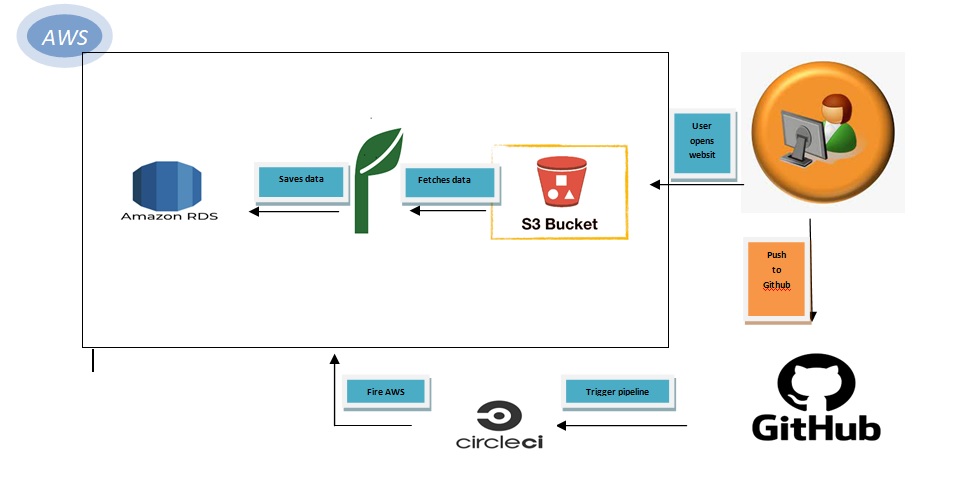 AWS
User
opens
websit
Saves data
Fetches data
Amazon RDS
S3 Bucket
Push
to
Github
Fire AWS
Trigger pipeline
circleci
GitHub